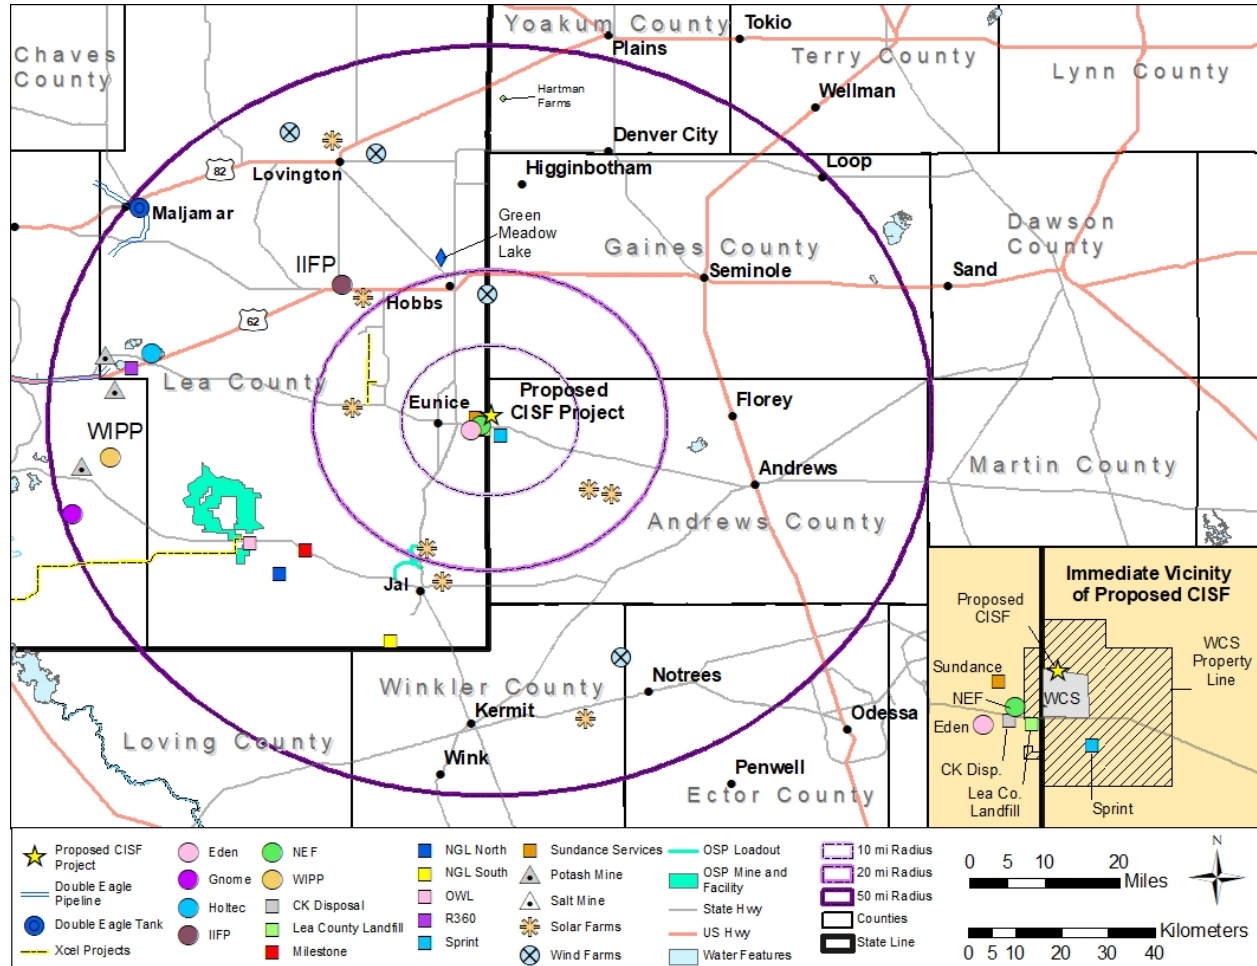 Yoakum County
Tokio
Plains
Chaves
County
Terry County
Lynn County
Hartman
Farms
Wellman
Denver City
82
Lovington
Higginbotham
Loop
Maljamar
Green
Meadow
Lake
Dawson
County
IIFP
Gaines County
Seminole
Sand
Hobbs
62
Lea County
Eunice
Proposed
CISF Project
Florey
WIPP
Andrews
Martin County
Andrews County
Jal
Immediate Vicinity
of Proposed CISF
Proposed
CISF
WCS
Property
Line
Sundance
NEF
WCS
Eden
CK Disp.
Lea Co.
Landfill
Sprint
Winkler County
Notrees
Kermit
Odessa
Loving County
Wink
Penwell
Ector County
Proposed CISF
Project
Double Eagle
Pipeline
Double Eagle Tank
Xcel Projects
Eden
Gnome
Holtec
IIFP
NEF
WIPP
CK Disposal
Lea County Landfill
Milestone
NGL North
NGL South
OWL
R360
Sprint
Sundance Services
Potash Mine
Salt Mine
Solar Farms
Wind Farms
OSP Loadout
OSP Mine and
Facility
State Hwy
US Hwy
Water Features
10 mi Radius
20 mi Radius
50 mi Radius
Counties
State Line
N
0 5 10 20
Miles
Kilometers
0 5 10 20 30 40